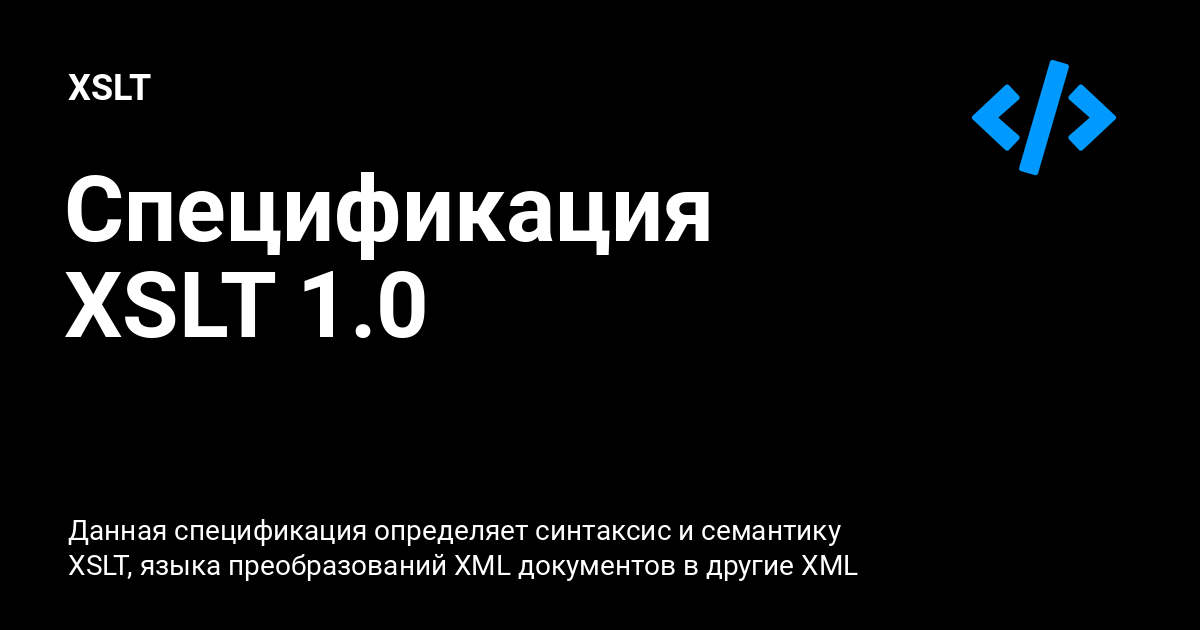 XSLT
Спецификация
XSLT 1.0
Данная спецификация определяет синтаксис и семантику
XSLT, языка преобразований XML документов в другие XML